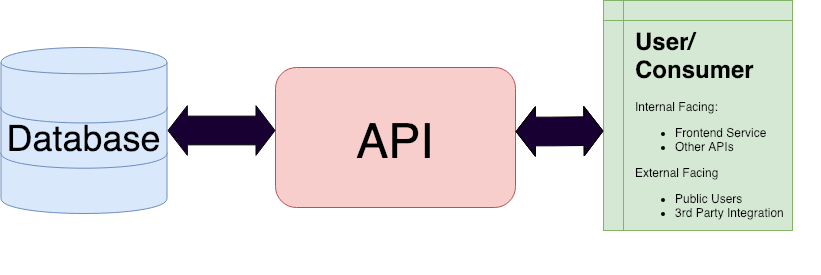 Database
API
User/
Consumer
Internal Facing:
Frontend Service
Other APIs
External Facing
Public Users
3rd Party Integration